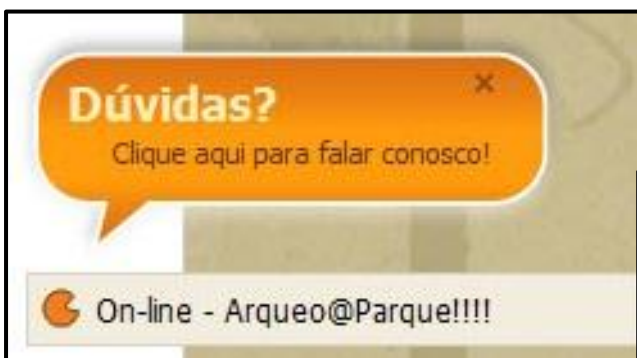 Dúvidas?
Clique aqui para falar conosco!
On-line - Arqueo@Parque!!!!